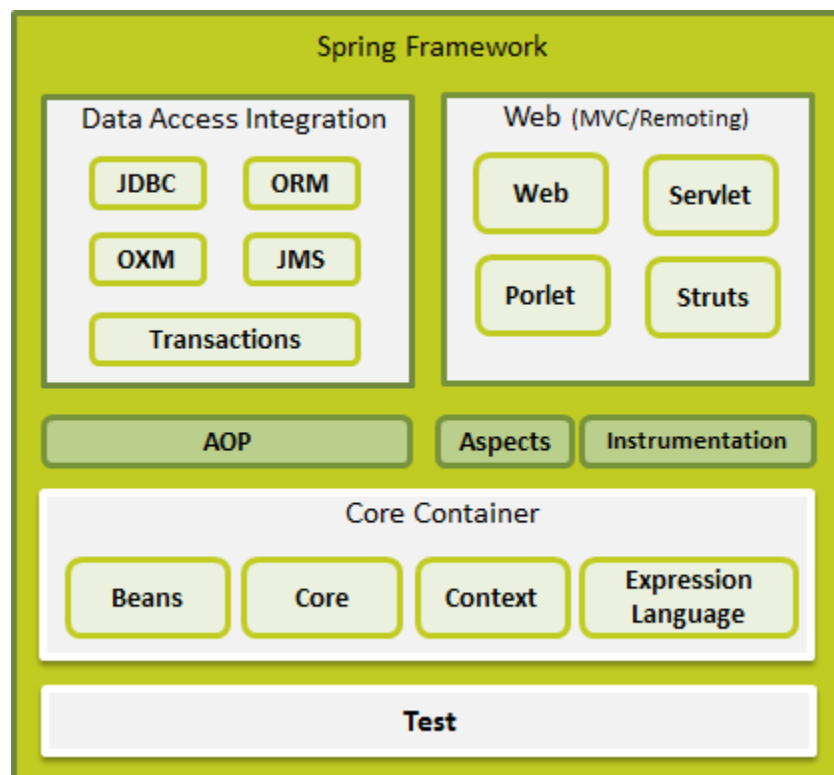 Spring Framework
Data Access Integration
JDBC
ORM
OXM
JMS
Transactions
Web (MVC/Remoting)
Web
Servlet
Porlet
Struts
AOP
Aspects
Instrumentation
Core Container
Beans
Core
Context
Expression
Language
Test